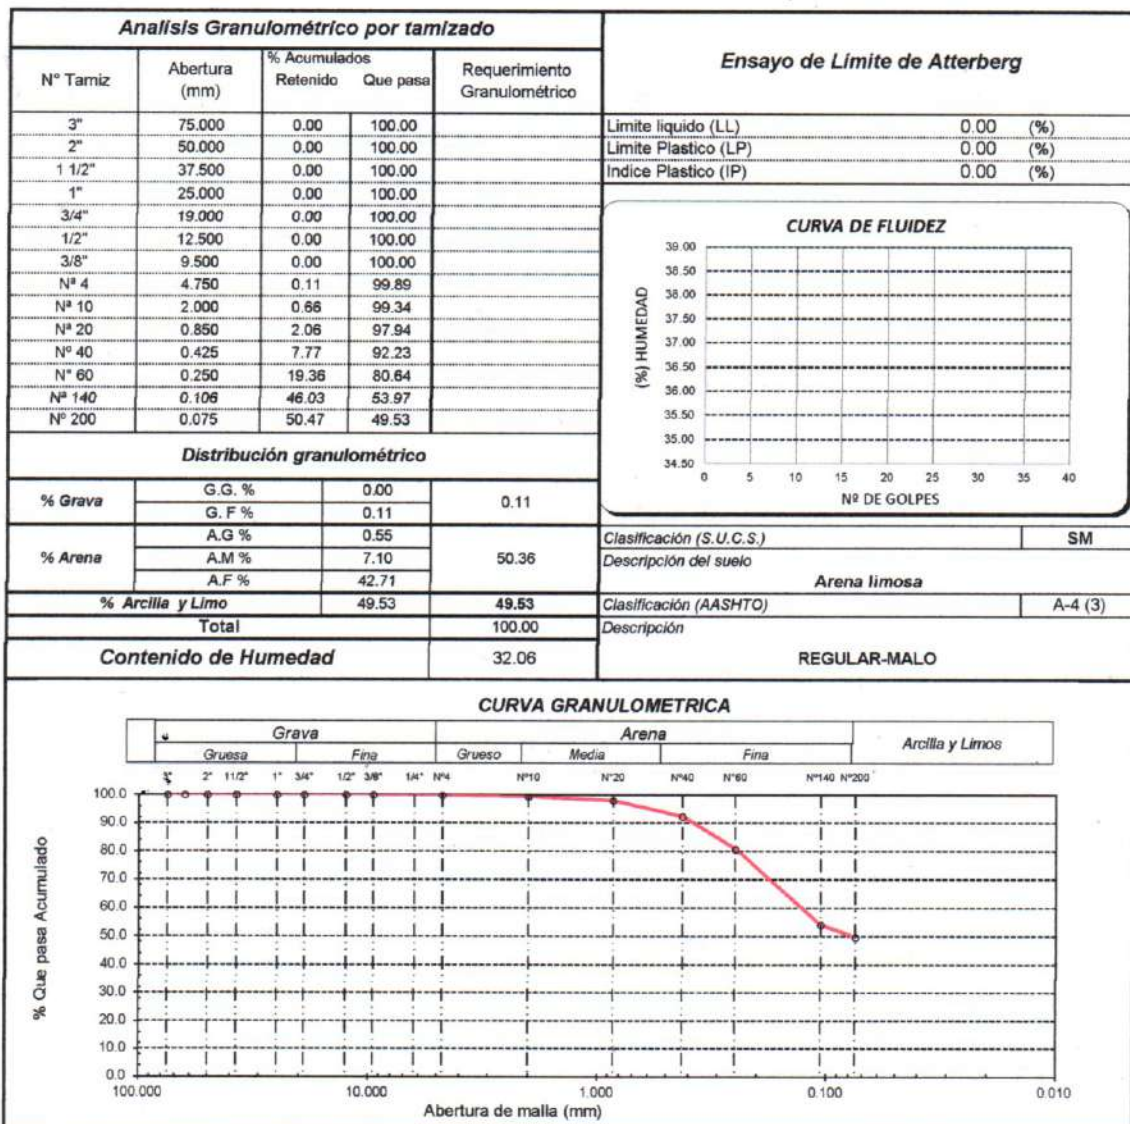 Analisis Granulométrico por tamizado
N° Tamiz Abertura (mm) % Acumulados Retenido Que pasa Requerimiento Granulométrico
3" 75.000 0.00 100.00
2" 50.000 0.00 100.00
1 1/2" 37.500 0.00 100.00
1" 25.000 0.00 100.00
3/4" 19.000 0.00 100.00
1/2" 12.500 0.00 100.00
3/8" 9.500 0.00 100.00
Nª 4 4.750 0.11 99.89
Nª 10 2.000 0.66 99.34
Nª 20 0.850 2.06 97.94
Nº 40 0.425 7.77 92.23
N° 60 0.250 19.36 80.64
Nª 140 0.106 46.03 53.97
Nº 200 0.075 50.47 49.53
Distribución granulométrico
% Grava G.G. % 0.00 0.11
G. F % 0.11
% Arena A.G % 0.55 50.36
A.M % 7.10
A.F % 42.71
% Arcilla y Limo 49.53 49.53
Total 100.00
Contenido de Humedad 32.06
Ensayo de Límite de Atterberg
Limite liquido (LL) 0.00 (%)
Limite Plastico (LP) 0.00 (%)
Indice Plastico (IP) 0.00 (%)
CURVA DE FLUIDEZ
(%) HUMEDAD
39.00
38.50
38.00
37.50
37.00
36.50
36.00
35.50
35.00
34.50
0 5 10 15 20 25 30 35 40
Nº DE GOLPES
Clasificación (S.U.C.S.) SM
Descripción del suelo
Arena limosa
Clasificación (AASHTO) A-4 (3)
Descripción
REGULAR-MALO
CURVA GRANULOMETRICA
Grava Arena Arcilla y Limos
Gruesa Fina Grueso Media Fina
3" 2" 11/2" 1" 3/4" 1/2" 3/8" 1/4" Nº4 N°10 N°20 N°40 N°60 N°140 N°200
% Que pasa Acumulado
100.0
90.0
80.0
70.0
60.0
50.0
40.0
30.0
20.0
10.0
0.0
100.000 10.000 1.000 0.100 0.010
Abertura de malla (mm)